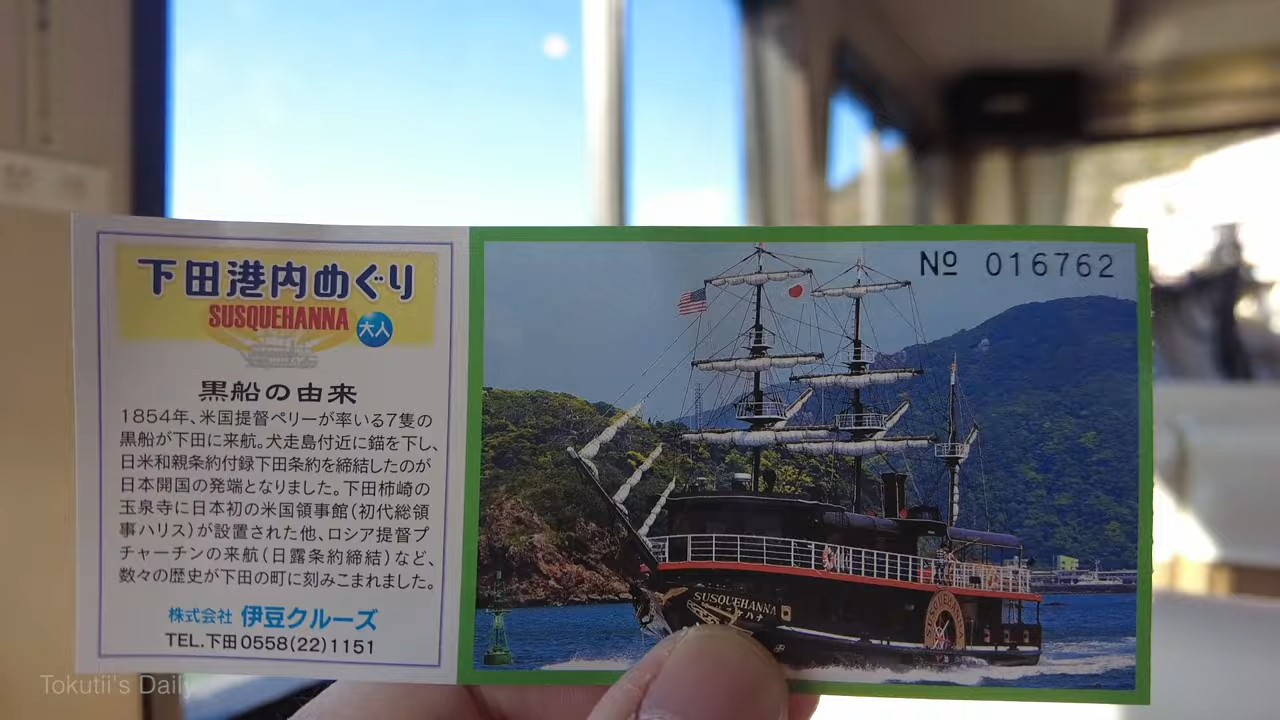 下田港内めぐり
SUSQUEHANNA 大人
黒船の由来
1854年、米国提督ペリーが率いる7隻の
黒船が下田に来航。犬走島付近に錨を下し、
日米和親条約付録下田条約を締結したのが
日本開国の発端となりました。下田柿崎の
玉泉寺に日本初の米国領事館(初代総領
事ハリス)が設置された他、ロシア提督プ
チャーチンの来航(日露条約締結)など、
数々の歴史が下田の町に刻みこまれました。
株式会社 伊豆クルーズ
TEL.下田0558(22)1151
Nº 016762
SUSQUEHANNA
Tokutii's Daily